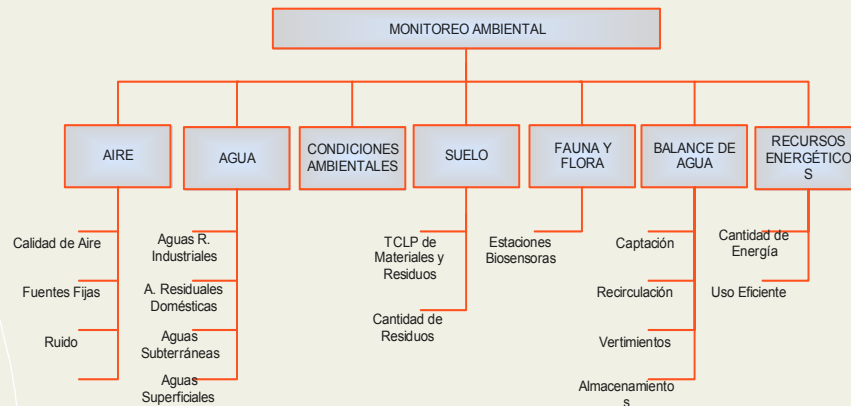 MONITOREO AMBIENTAL
AIRE
AGUA
CONDICIONES
AMBIENTALES
SUELO
FAUNA Y
FLORA
BALANCE DE
AGUA
RECURSOS
ENERGÉTICO
S
Calidad de Aire
Fuentes Fijas
Ruido
Aguas R.
Industriales
A. Residuales
Domésticas
Aguas
Subterráneas
Aguas
Superficiales
TCLP de
Materiales y
Residuos
Cantidad de
Residuos
Estaciones
Biosensoras
Captación
Recirculación
Vertimientos
Almacenamiento
s
Cantidad de
Energía
Uso Eficiente